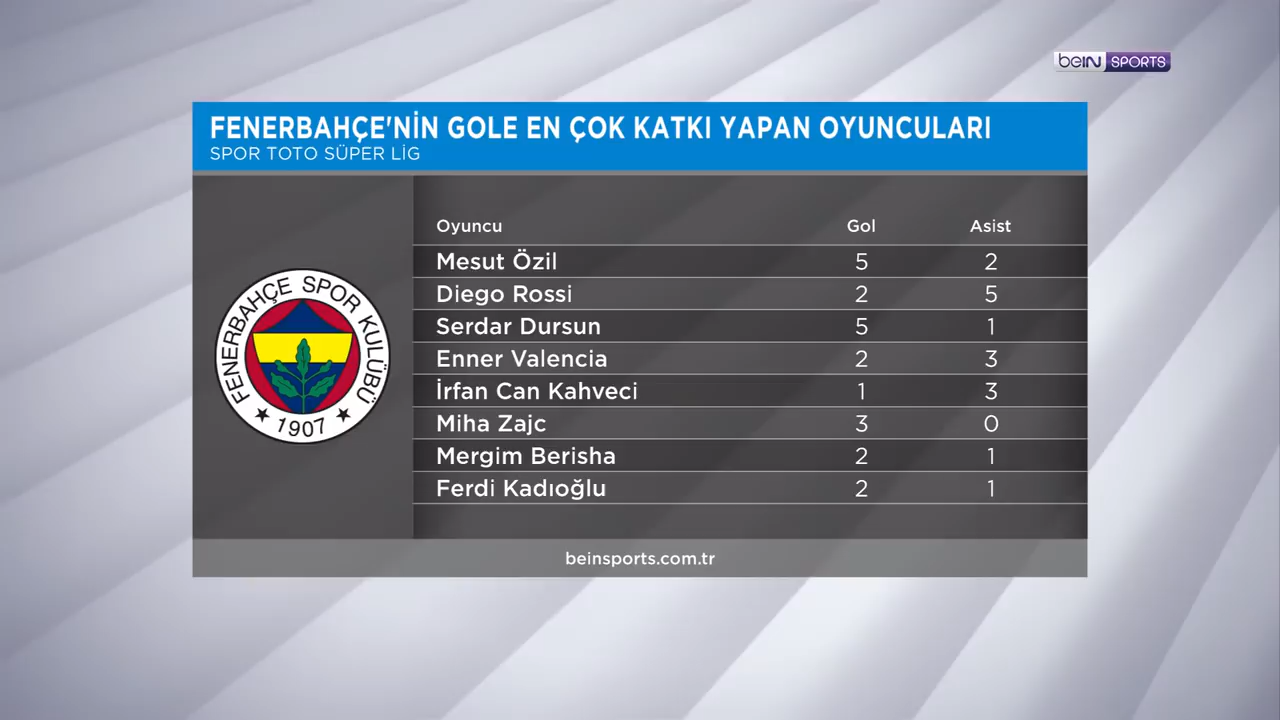 beIN SPORTS
FENERBAHÇE'NİN GOLE EN ÇOK KATKI YAPAN OYUNCULARI
SPOR TOTO SÜPER LİG
Oyuncu Gol Asist
Mesut Özil 5 2
Diego Rossi 2 5
Serdar Dursun 5 1
Enner Valencia 2 3
İrfan Can Kahveci 1 3
Miha Zajc 3 0
Mergim Berisha 2 1
Ferdi Kadıoğlu 2 1
FENERBAHÇE SPOR KULÜBÜ
1907
beinsports.com.tr